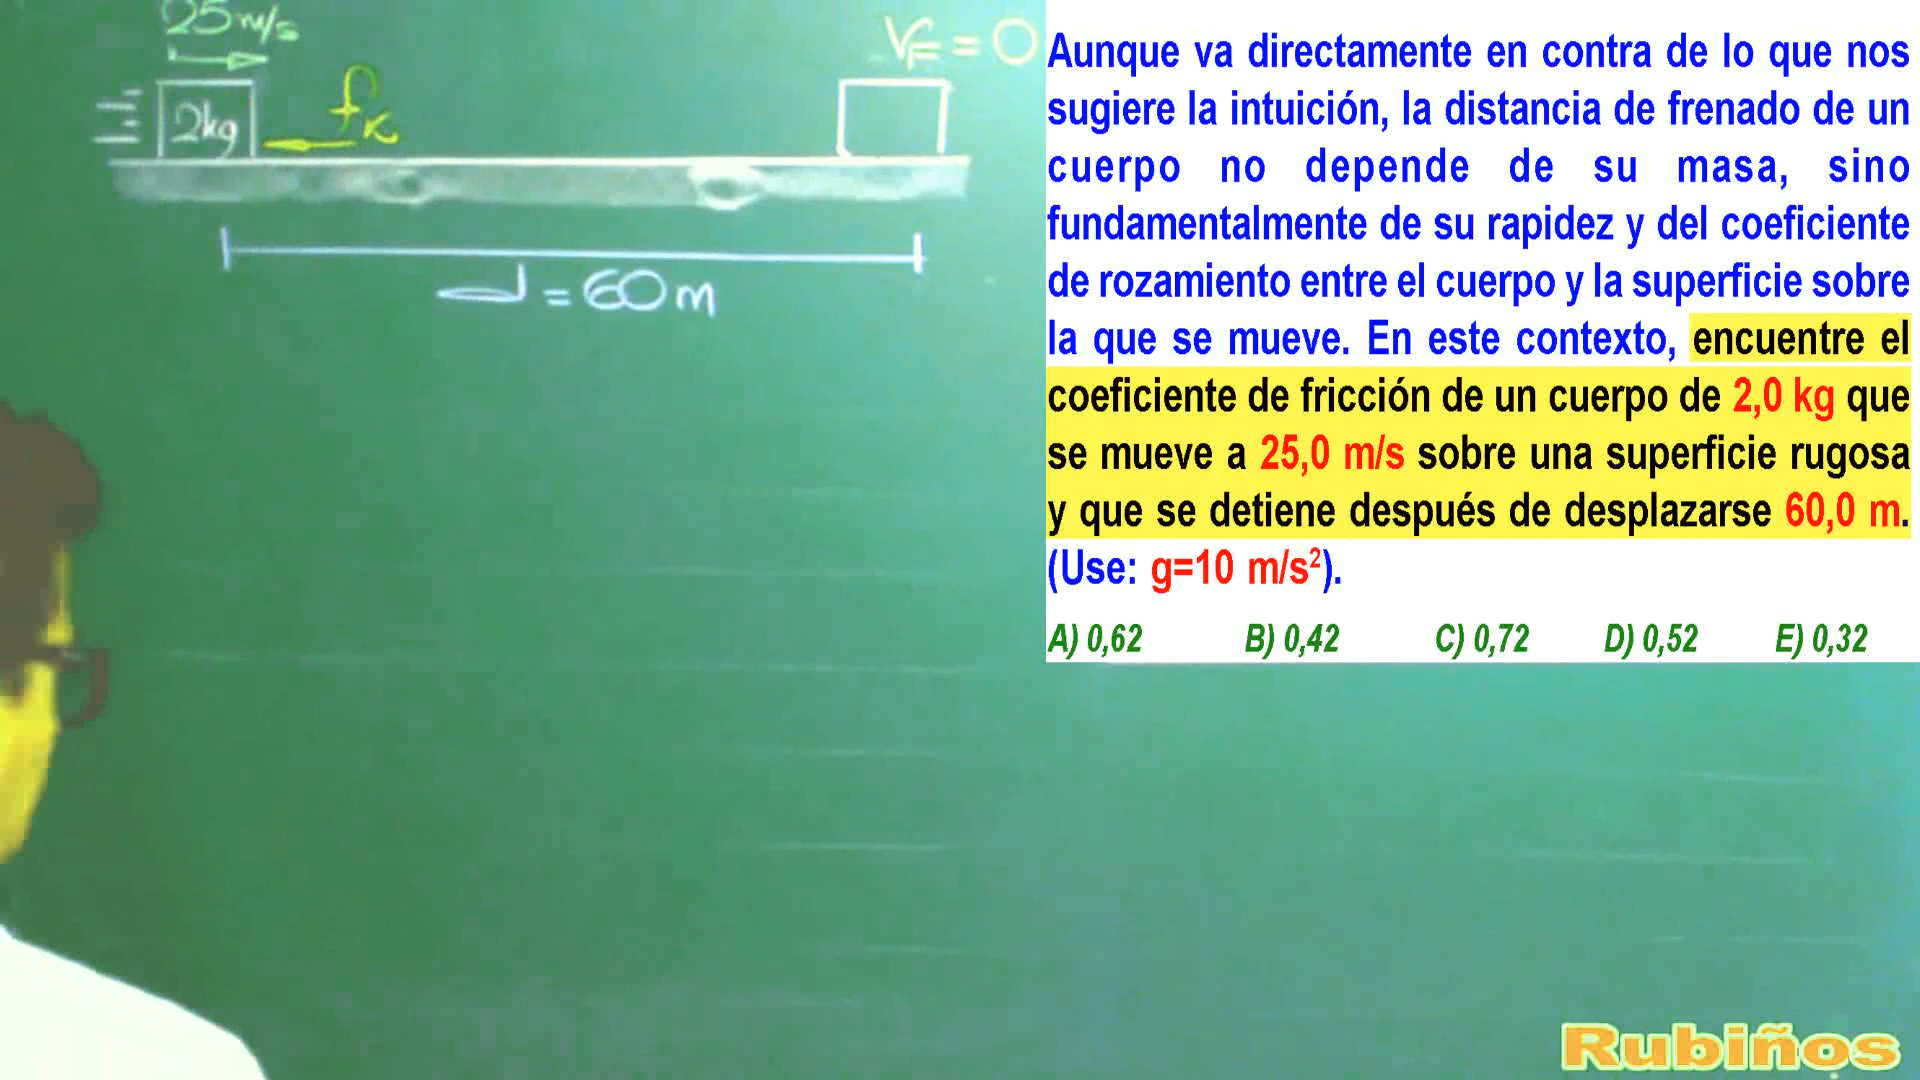 25 m/s
V_F = 0
2kg
f_K
d = 60 m
Aunque va directamente en contra de lo que nos
sugiere la intuición, la distancia de frenado de un
cuerpo no depende de su masa, sino
fundamentalmente de su rapidez y del coeficiente
de rozamiento entre el cuerpo y la superficie sobre
la que se mueve. En este contexto, encuentre el
coeficiente de fricción de un cuerpo de 2,0 kg que
se mueve a 25,0 m/s sobre una superficie rugosa
y que se detiene después de desplazarse 60,0 m.
(Use: g=10 m/s²).
A) 0,62 B) 0,42 C) 0,72 D) 0,52 E) 0,32
Rubiños